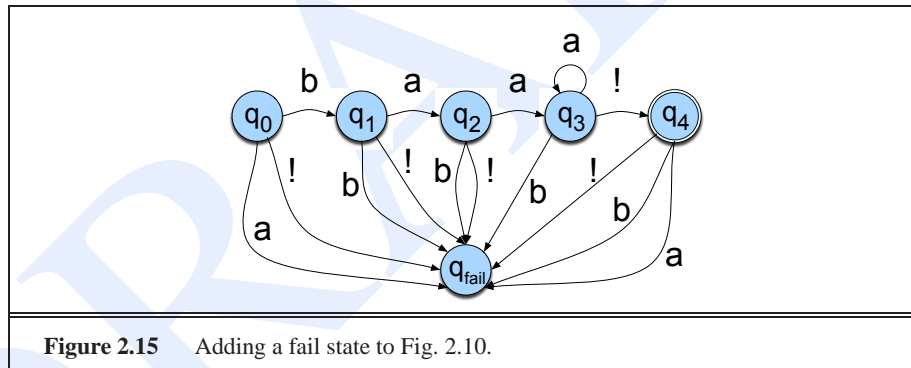 a
b a a !
q0 q1 q2 q3 q4
! ! b ! b !
b b
a a
qfail
Figure 2.15 Adding a fail state to Fig. 2.10.